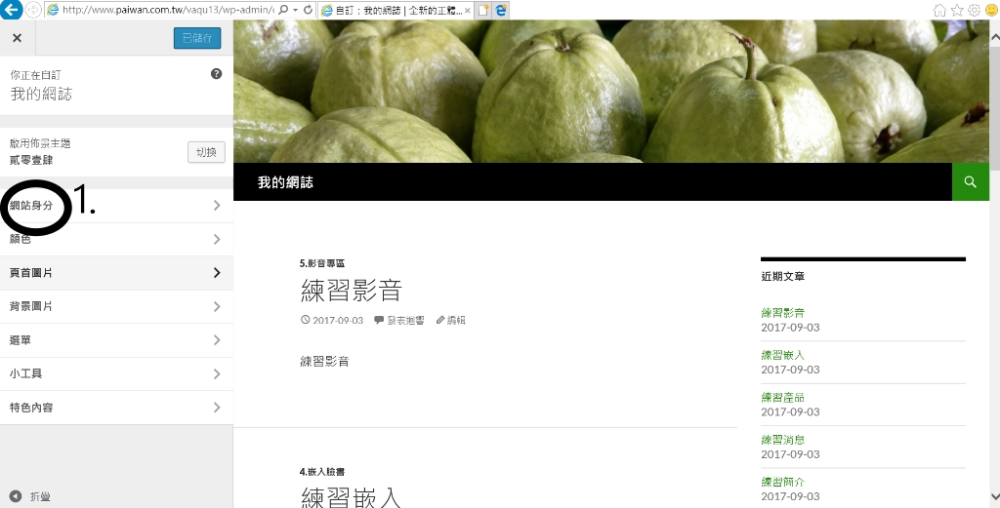 http://www.paiwan.com.tw/vaqu13/wp-admin/c
自訂：我的網誌 | 全新的正體...
已儲存
你正在自訂
我的網誌
啟用佈景主題
貳零壹肆
切換
網站身分
1.
顏色
頁首圖片
背景圖片
選單
小工具
特色內容
折疊
我的網誌
5.影音專區
練習影音
2017-09-03 發表迴響 編輯
練習影音
4.嵌入臉書
練習嵌入
近期文章
練習影音
2017-09-03
練習嵌入
2017-09-03
練習產品
2017-09-03
練習消息
2017-09-03
練習簡介
2017-09-03